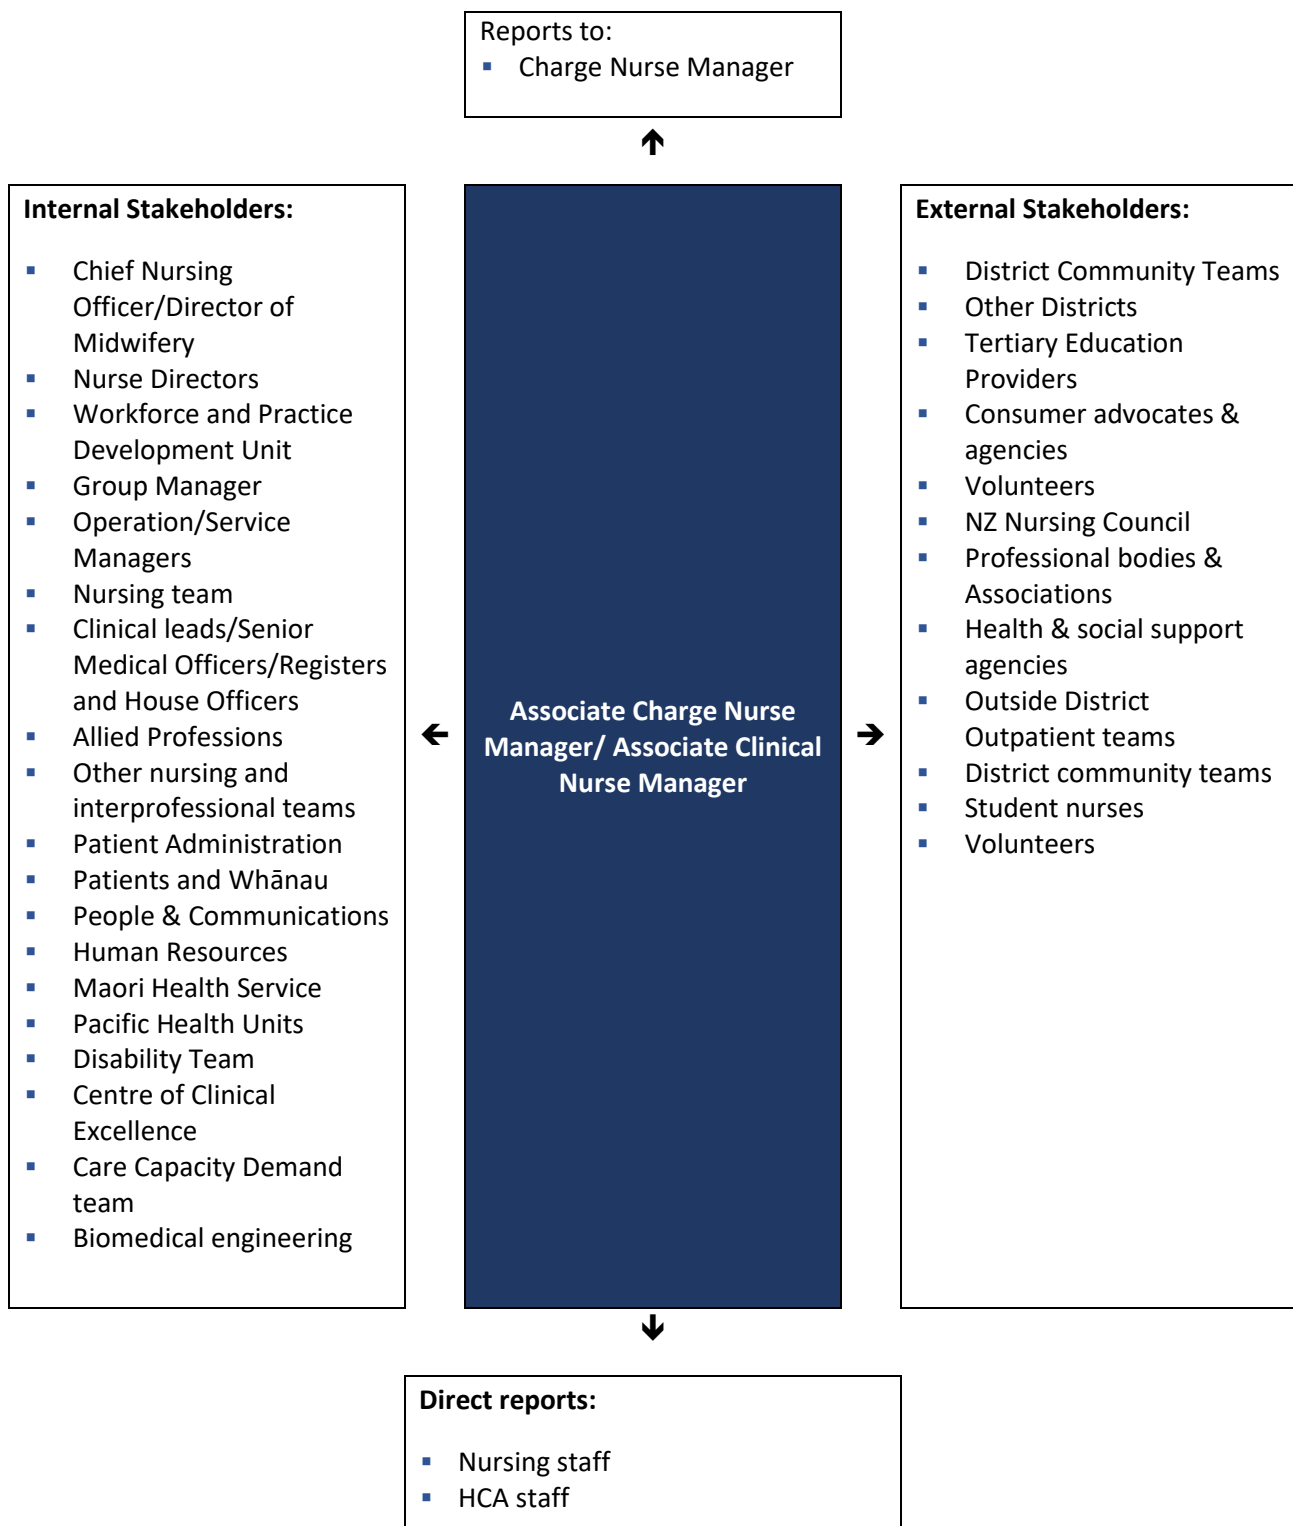 Reports to:
▪ Charge Nurse Manager
Internal Stakeholders:
▪ Chief Nursing
Officer/Director of
Midwifery
▪ Nurse Directors
▪ Workforce and Practice
Development Unit
▪ Group Manager
▪ Operation/Service
Managers
▪ Nursing team
▪ Clinical leads/Senior
Medical Officers/Registers
and House Officers
▪ Allied Professions
▪ Other nursing and
interprofessional teams
▪ Patient Administration
▪ Patients and Whānau
▪ People & Communications
▪ Human Resources
▪ Maori Health Service
▪ Pacific Health Units
▪ Disability Team
▪ Centre of Clinical
Excellence
▪ Care Capacity Demand
team
▪ Biomedical engineering
Associate Charge Nurse
Manager/ Associate Clinical
Nurse Manager
External Stakeholders:
▪ District Community Teams
▪ Other Districts
▪ Tertiary Education
Providers
▪ Consumer advocates &
agencies
▪ Volunteers
▪ NZ Nursing Council
▪ Professional bodies &
Associations
▪ Health & social support
agencies
▪ Outside District
Outpatient teams
▪ District community teams
▪ Student nurses
▪ Volunteers
Direct reports:
▪ Nursing staff
▪ HCA staff